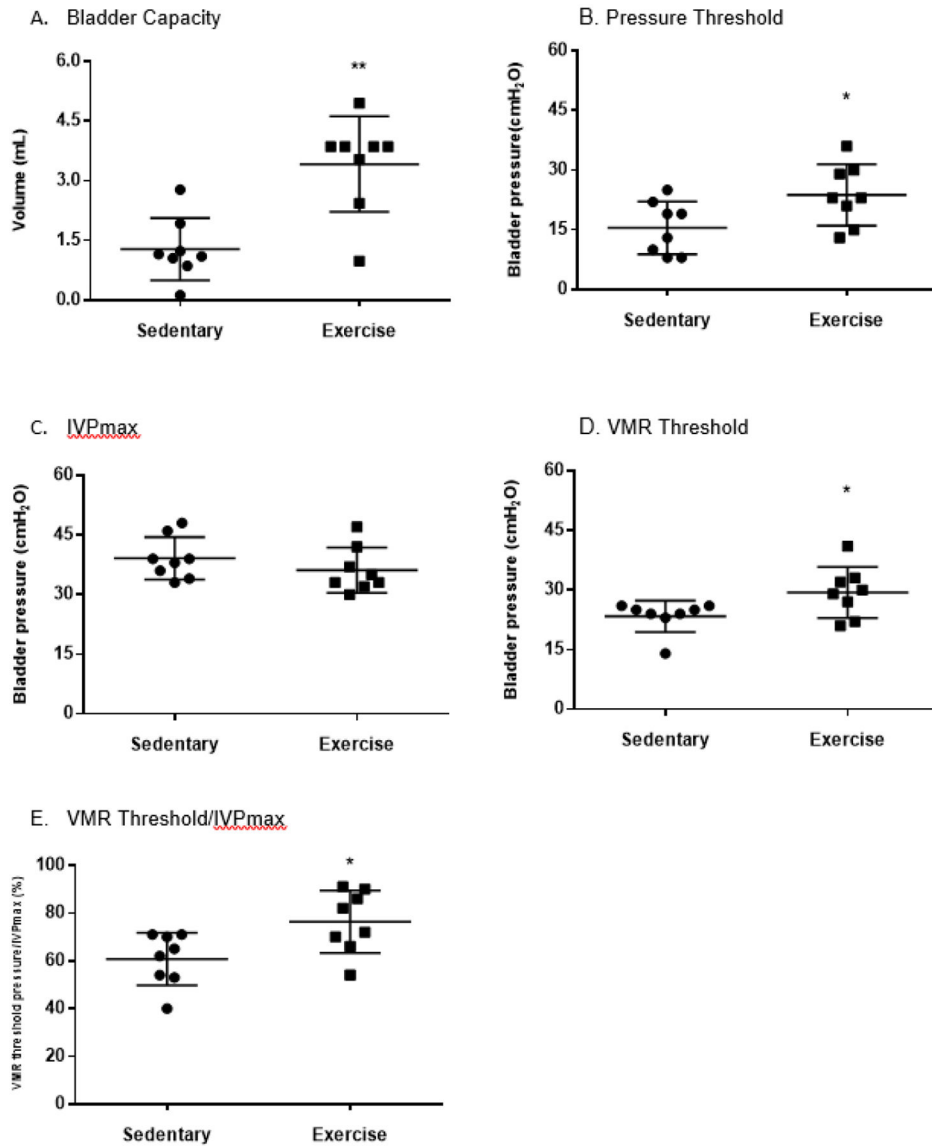 A. Bladder Capacity
Volume (mL)
6.0
4.5
3.0
1.5
0.0
**
Sedentary Exercise
B. Pressure Threshold
Bladder pressure(cmH₂O)
60
45
30
15
0
*
Sedentary Exercise
C. IVPmax
Bladder pressure (cmH₂O)
60
45
30
15
0
Sedentary Exercise
D. VMR Threshold
Bladder pressure (cmH₂O)
60
45
30
15
0
*
Sedentary Exercise
E. VMR Threshold/IVPmax
VMR threshold pressure/IVPmax (%)
100
80
60
40
20
0
*
Sedentary Exercise